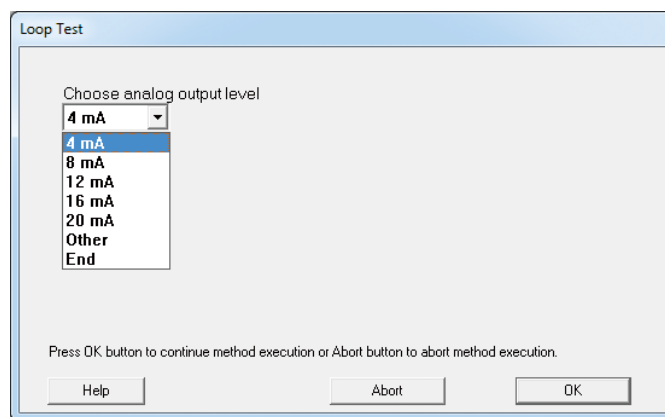 Loop Test
Choose analog output level
4 mA
4 mA
8 mA
12 mA
16 mA
20 mA
Other
End
Press OK button to continue method execution or Abort button to abort method execution.
Help Abort OK